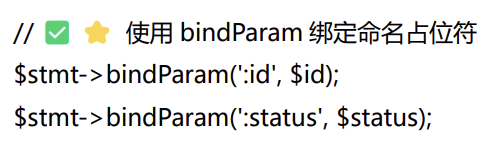 // ✅ ⭐ 使用 bindParam 绑定命名占位符
$stmt->bindParam(':id', $id);
$stmt->bindParam(':status', $status);